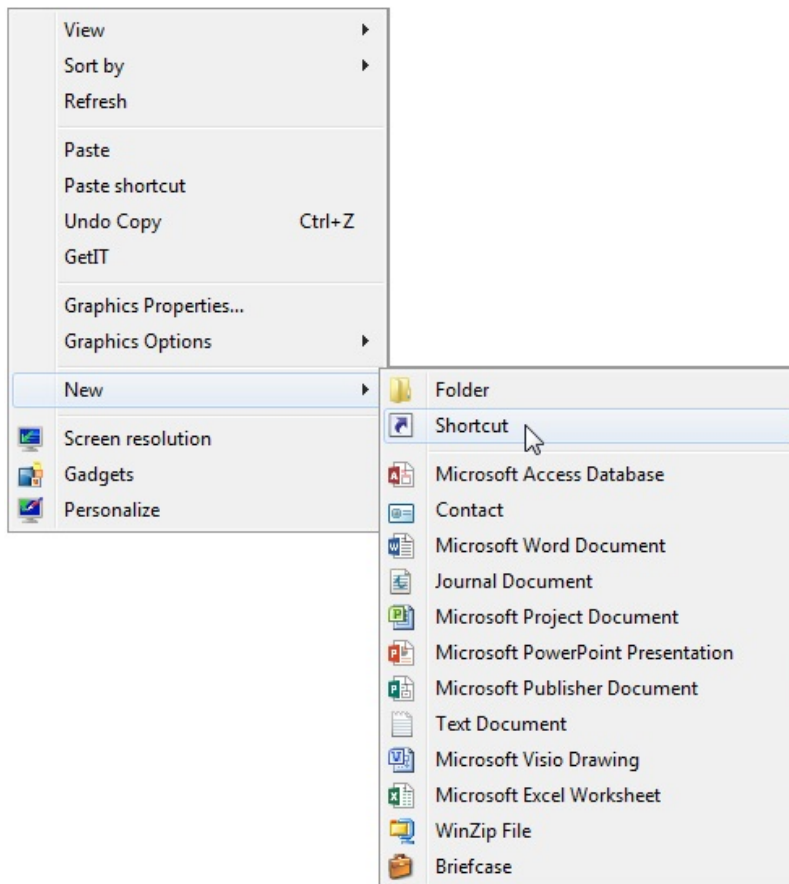 View
Sort by
Refresh
Paste
Paste shortcut
Undo Copy Ctrl+Z
GetIT
Graphics Properties...
Graphics Options
New
Screen resolution
Gadgets
Personalize
Folder
Shortcut
Microsoft Access Database
Contact
Microsoft Word Document
Journal Document
Microsoft Project Document
Microsoft PowerPoint Presentation
Microsoft Publisher Document
Text Document
Microsoft Visio Drawing
Microsoft Excel Worksheet
WinZip File
Briefcase